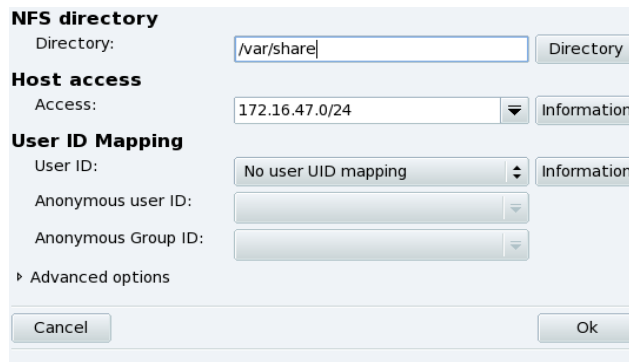 NFS directory
Directory: /var/share Directory
Host access
Access: 172.16.47.0/24 Information
User ID Mapping
User ID: No user UID mapping Information
Anonymous user ID:
Anonymous Group ID:
Advanced options
Cancel Ok